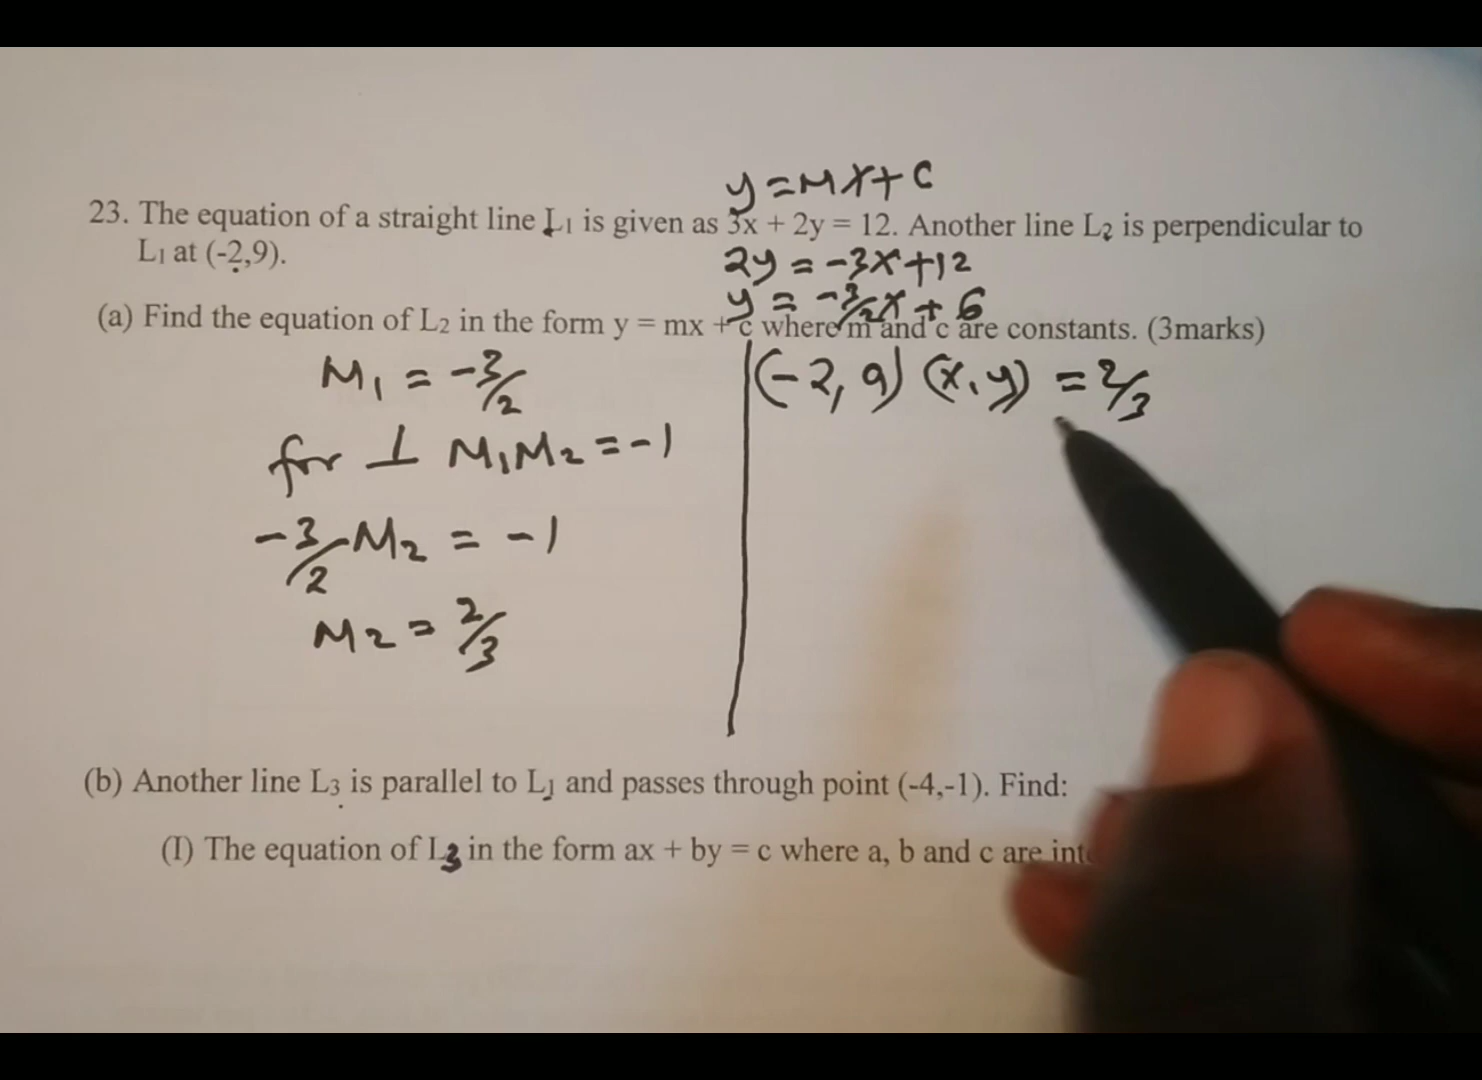 y = mx + c
23. The equation of a straight line L1 is given as 3x + 2y = 12. Another line L2 is perpendicular to
L1 at (-2,9).
2y = -3x + 12
y = -3/2x + 6
(a) Find the equation of L2 in the form y = mx + c where m and c are constants. (3marks)
M1 = -3/2
for ⊥ M1M2 = -1
-3/2 M2 = -1
M2 = 2/3
(-2, 9) (x, y) = 2/3
(b) Another line L3 is parallel to L1 and passes through point (-4,-1). Find:
(I) The equation of L3 in the form ax + by = c where a, b and c are